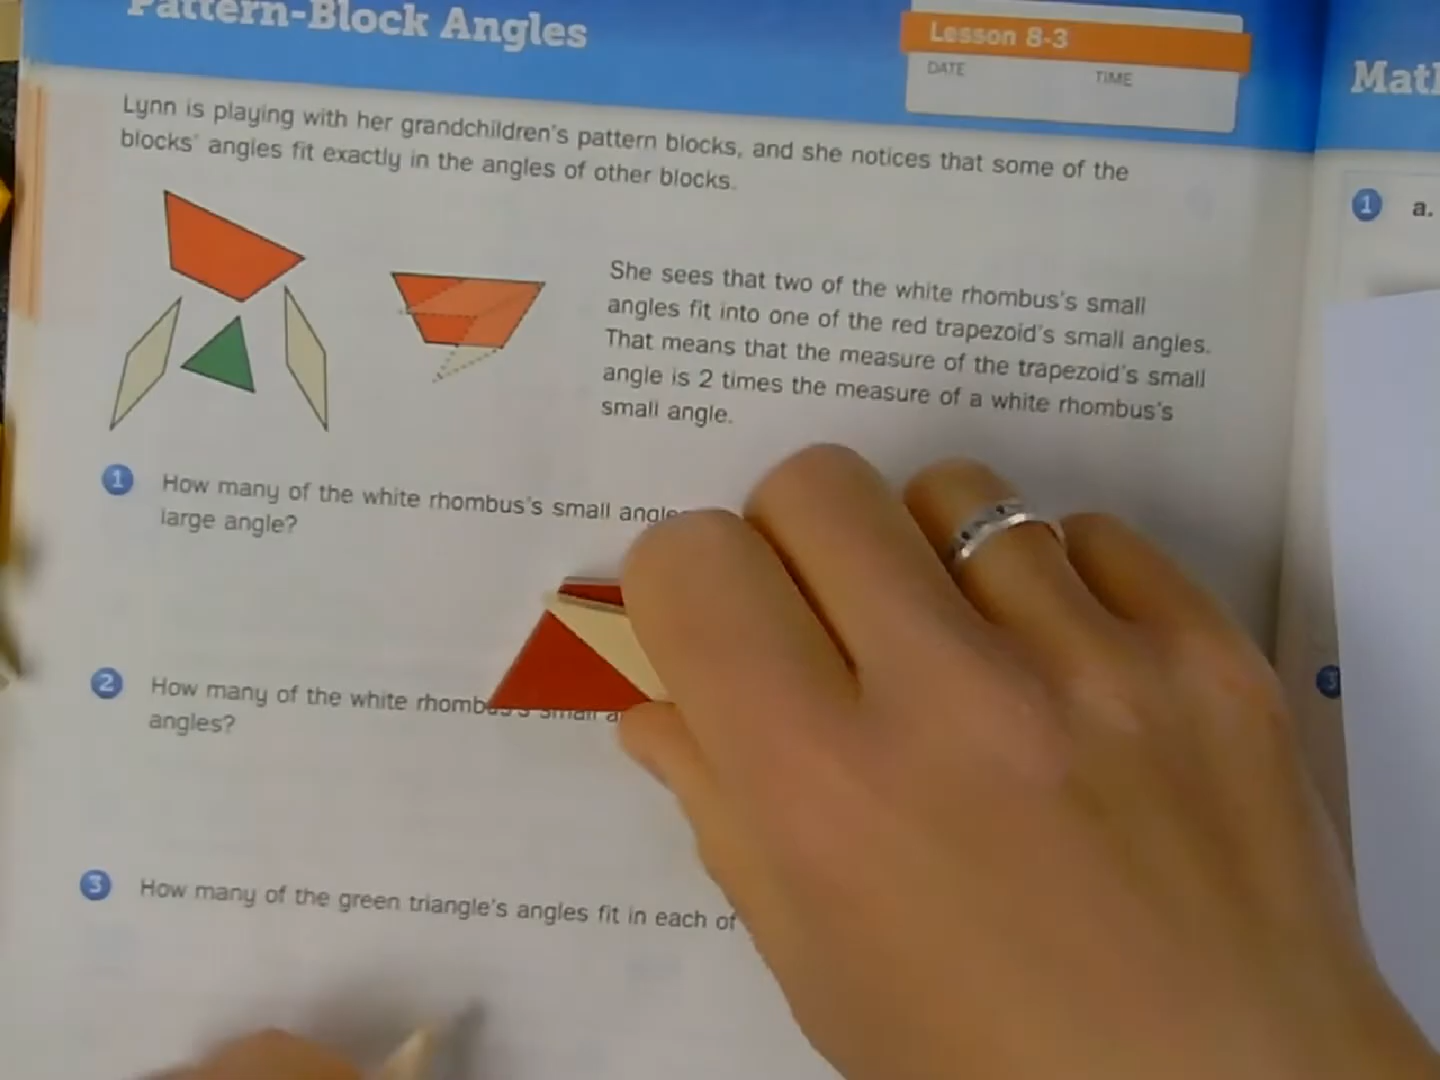 Pattern-Block Angles
Lesson 8-3
DATE TIME
Lynn is playing with her grandchildren's pattern blocks, and she notices that some of the
blocks' angles fit exactly in the angles of other blocks.
She sees that two of the white rhombus's small
angles fit into one of the red trapezoid's small angles.
That means that the measure of the trapezoid's small
angle is 2 times the measure of a white rhombus's
small angle.
1 How many of the white rhombus's small
large angle?
2 How many of the white
angles?
3 How many of the green triangle's angles fit in each of
1 a.
3